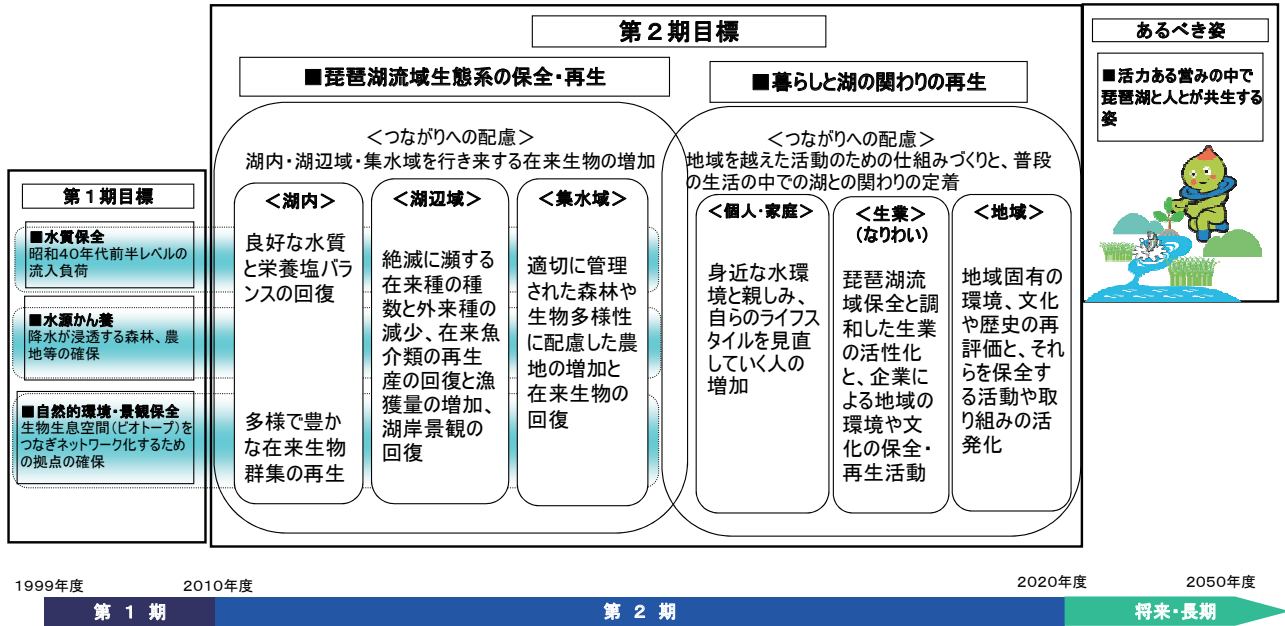 第1期目標
■水質保全
昭和40年代前半レベルの
流入負荷
■水源かん養
降水が浸透する森林、農
地等の確保
■自然的環境・景観保全
生物生息空間(ビオトープ)を
つなぎネットワーク化するため
の拠点の確保
第2期目標
■琵琶湖流域生態系の保全・再生
<つながりへの配慮>
湖内・湖辺域・集水域を行き来する在来生物の増加
<湖内>
良好な水質
と栄養塩バラ
ンスの回復
多様で豊か
な在来生物
群集の再生
<湖辺域>
絶滅に瀕する
在来種の種
数と外来種の
減少、在来魚
介類の再生
産の回復と漁
獲量の増加、
湖岸景観の
回復
<集水域>
適切に管理
された森林や
生物多様性
に配慮した農
地の増加と
在来生物の
回復
■暮らしと湖の関わりの再生
<つながりへの配慮>
地域を越えた活動のための仕組みづくりと、普段
の生活の中での湖との関わりの定着
<個人・家庭>
身近な水環
境と親しみ、
自らのライフス
タイルを見直
していく人の
増加
<生業>
(なりわい)
琵琶湖流
域保全と調
和した生業
の活性化
と、企業に
よる地域の
環境や文
化の保全・
再生活動
<地域>
地域固有の
環境、文化
や歴史の再
評価と、それ
らを保全す
る活動や取
り組みの活
発化
あるべき姿
■活力ある営みの中で
琵琶湖と人とが共生する
姿
1999年度
2010年度
2020年度
2050年度
第1期
第2期
将来・長期